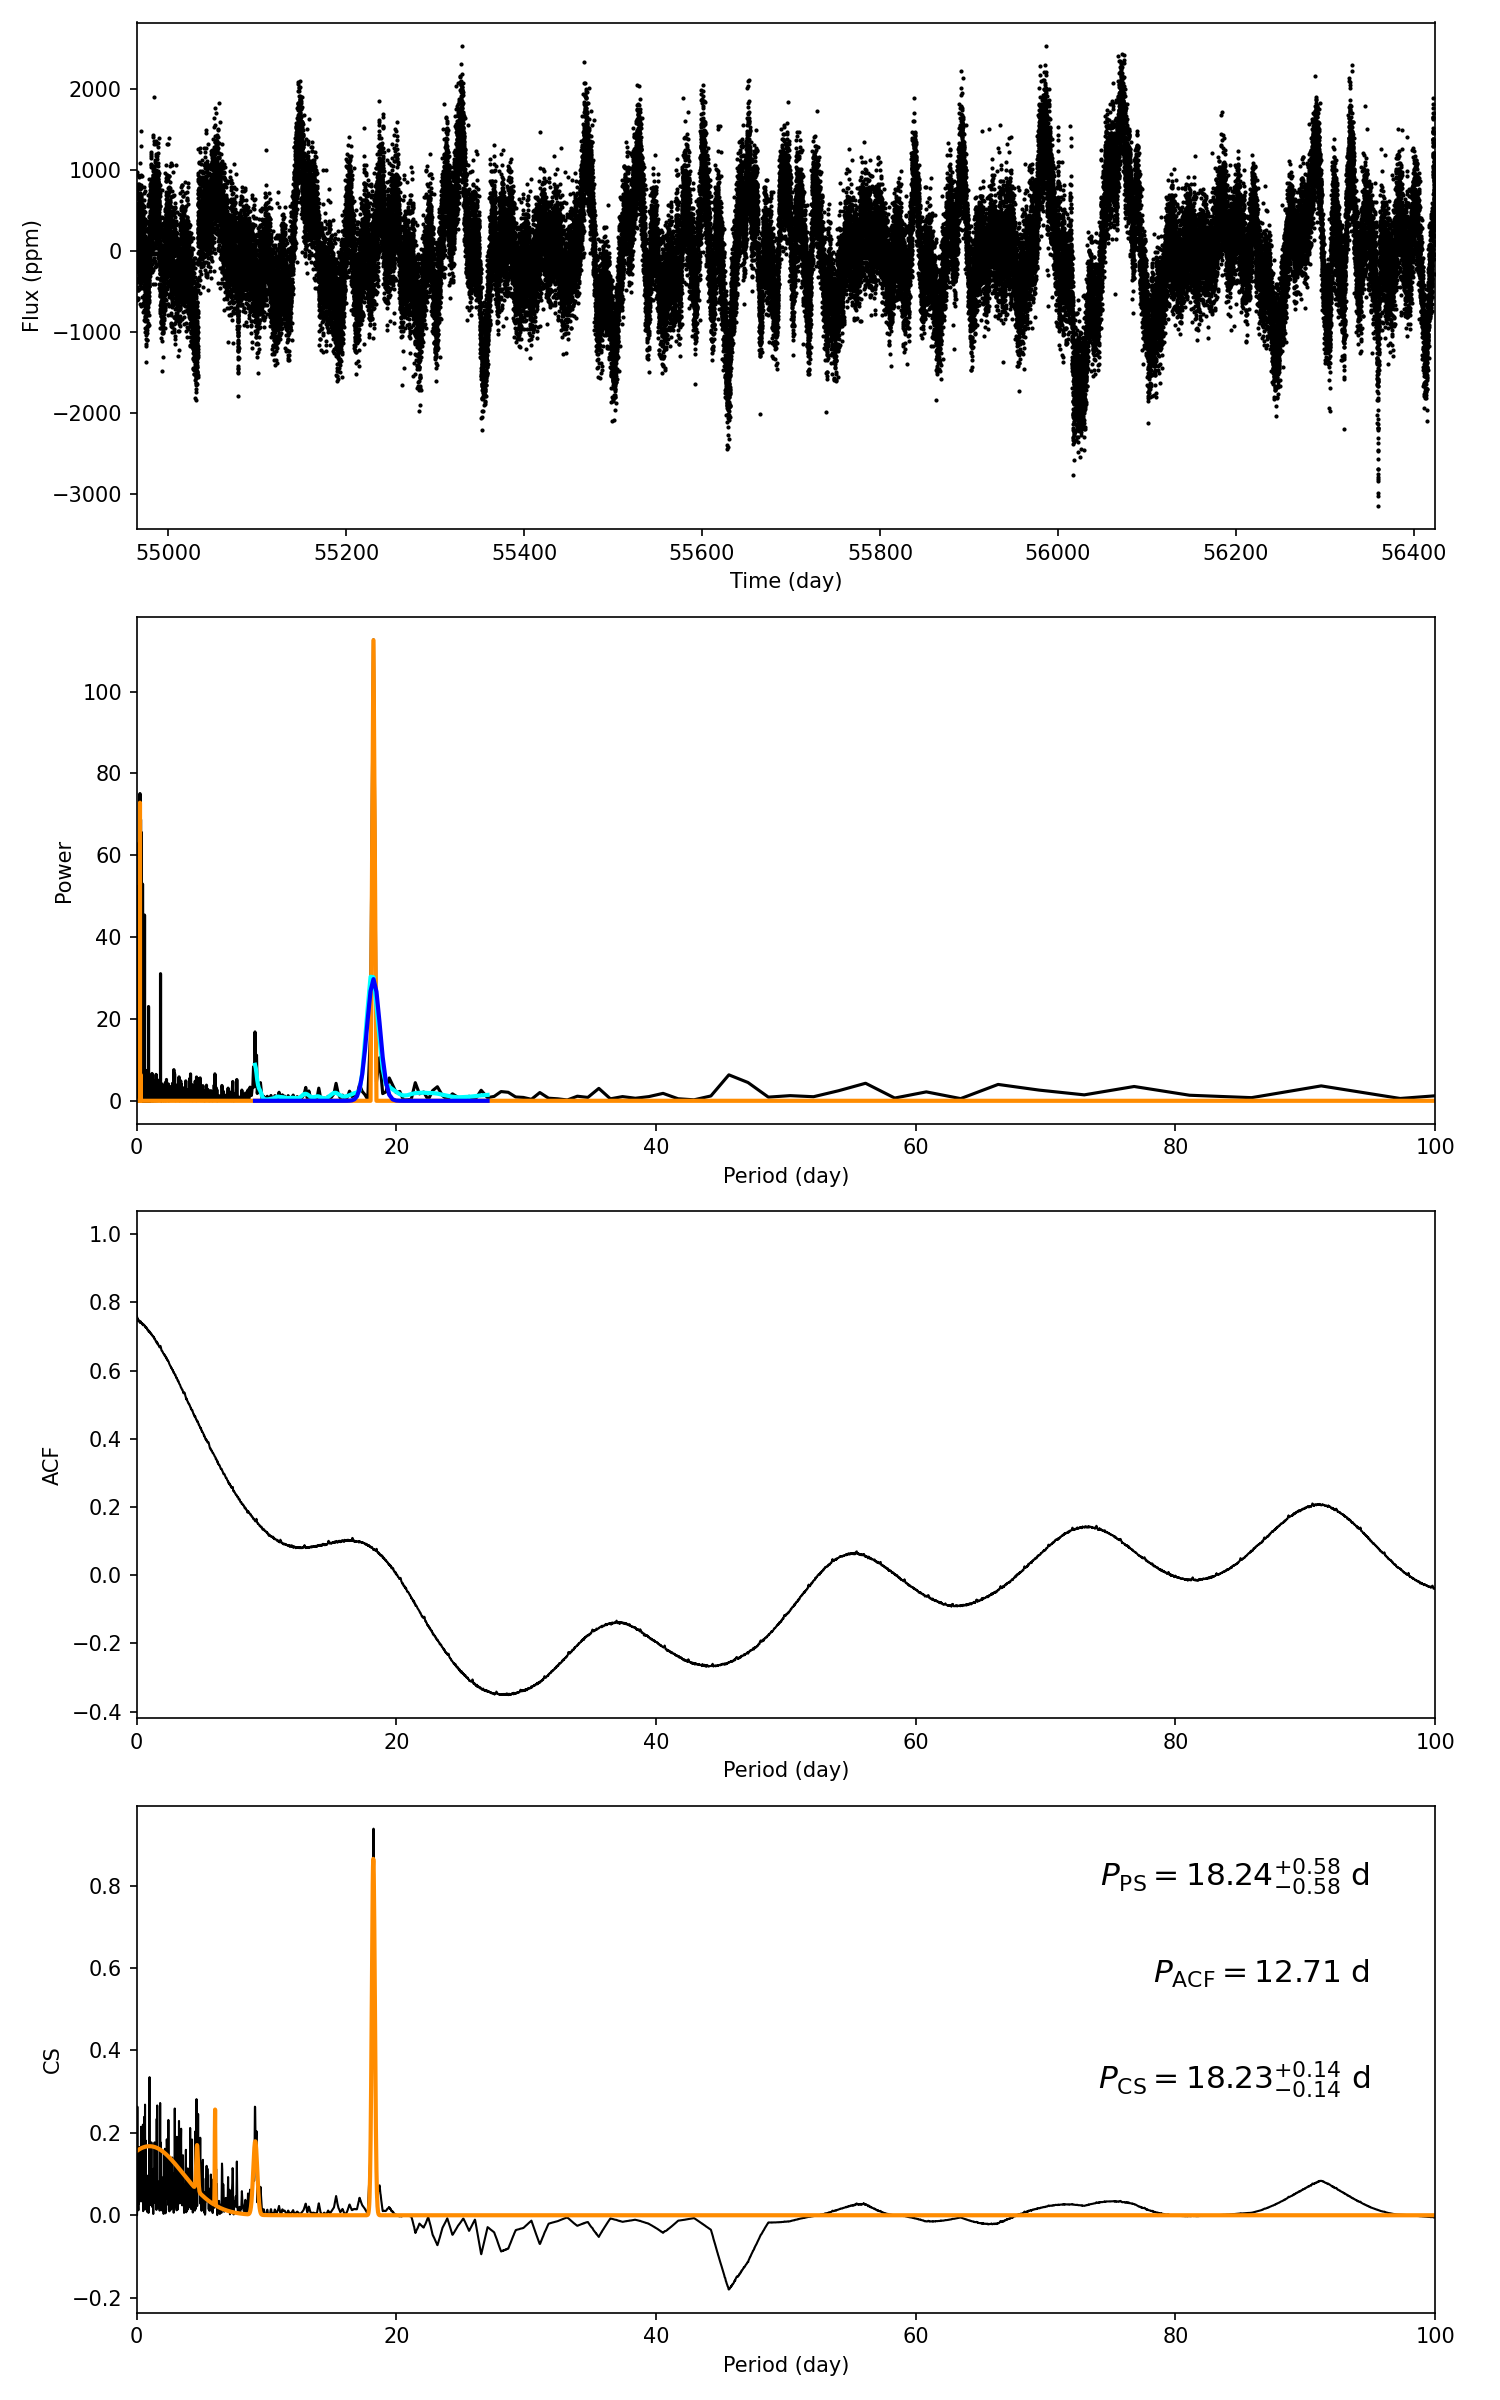 2000
1000
0
−1000
−2000
−3000
Flux (ppm)
55000 55200 55400 55600 55800 56000 56200 56400
Time (day)
100
80
60
40
20
0
Power
0 20 40 60 80 100
Period (day)
1.0
0.8
0.6
0.4
0.2
0.0
−0.2
−0.4
ACF
0 20 40 60 80 100
Period (day)
P_PS = 18.24 +0.58 −0.58 d
P_ACF = 12.71 d
P_CS = 18.23 +0.14 −0.14 d
0.8
0.6
0.4
0.2
0.0
−0.2
CS
0 20 40 60 80 100
Period (day)